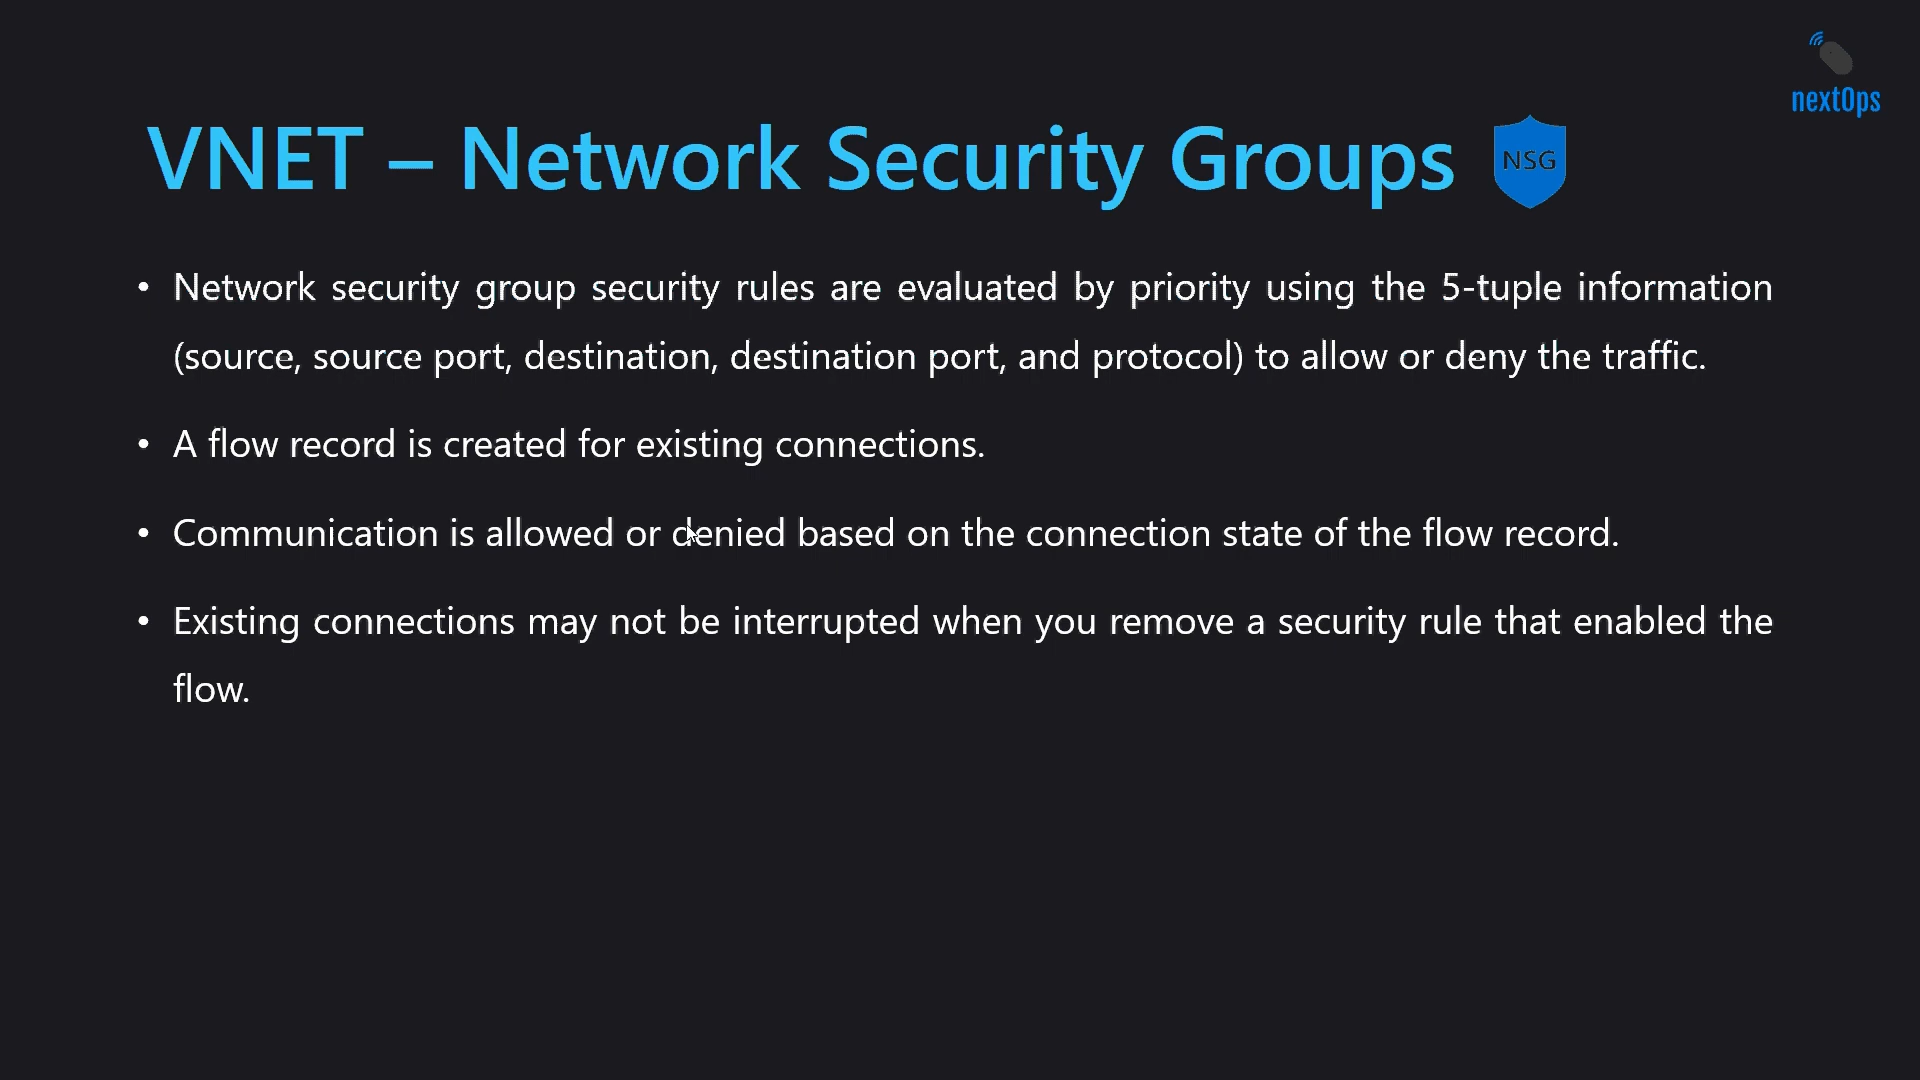 nextOps
VNET – Network Security Groups
NSG
• Network security group security rules are evaluated by priority using the 5-tuple information
(source, source port, destination, destination port, and protocol) to allow or deny the traffic.
• A flow record is created for existing connections.
• Communication is allowed or denied based on the connection state of the flow record.
• Existing connections may not be interrupted when you remove a security rule that enabled the
flow.